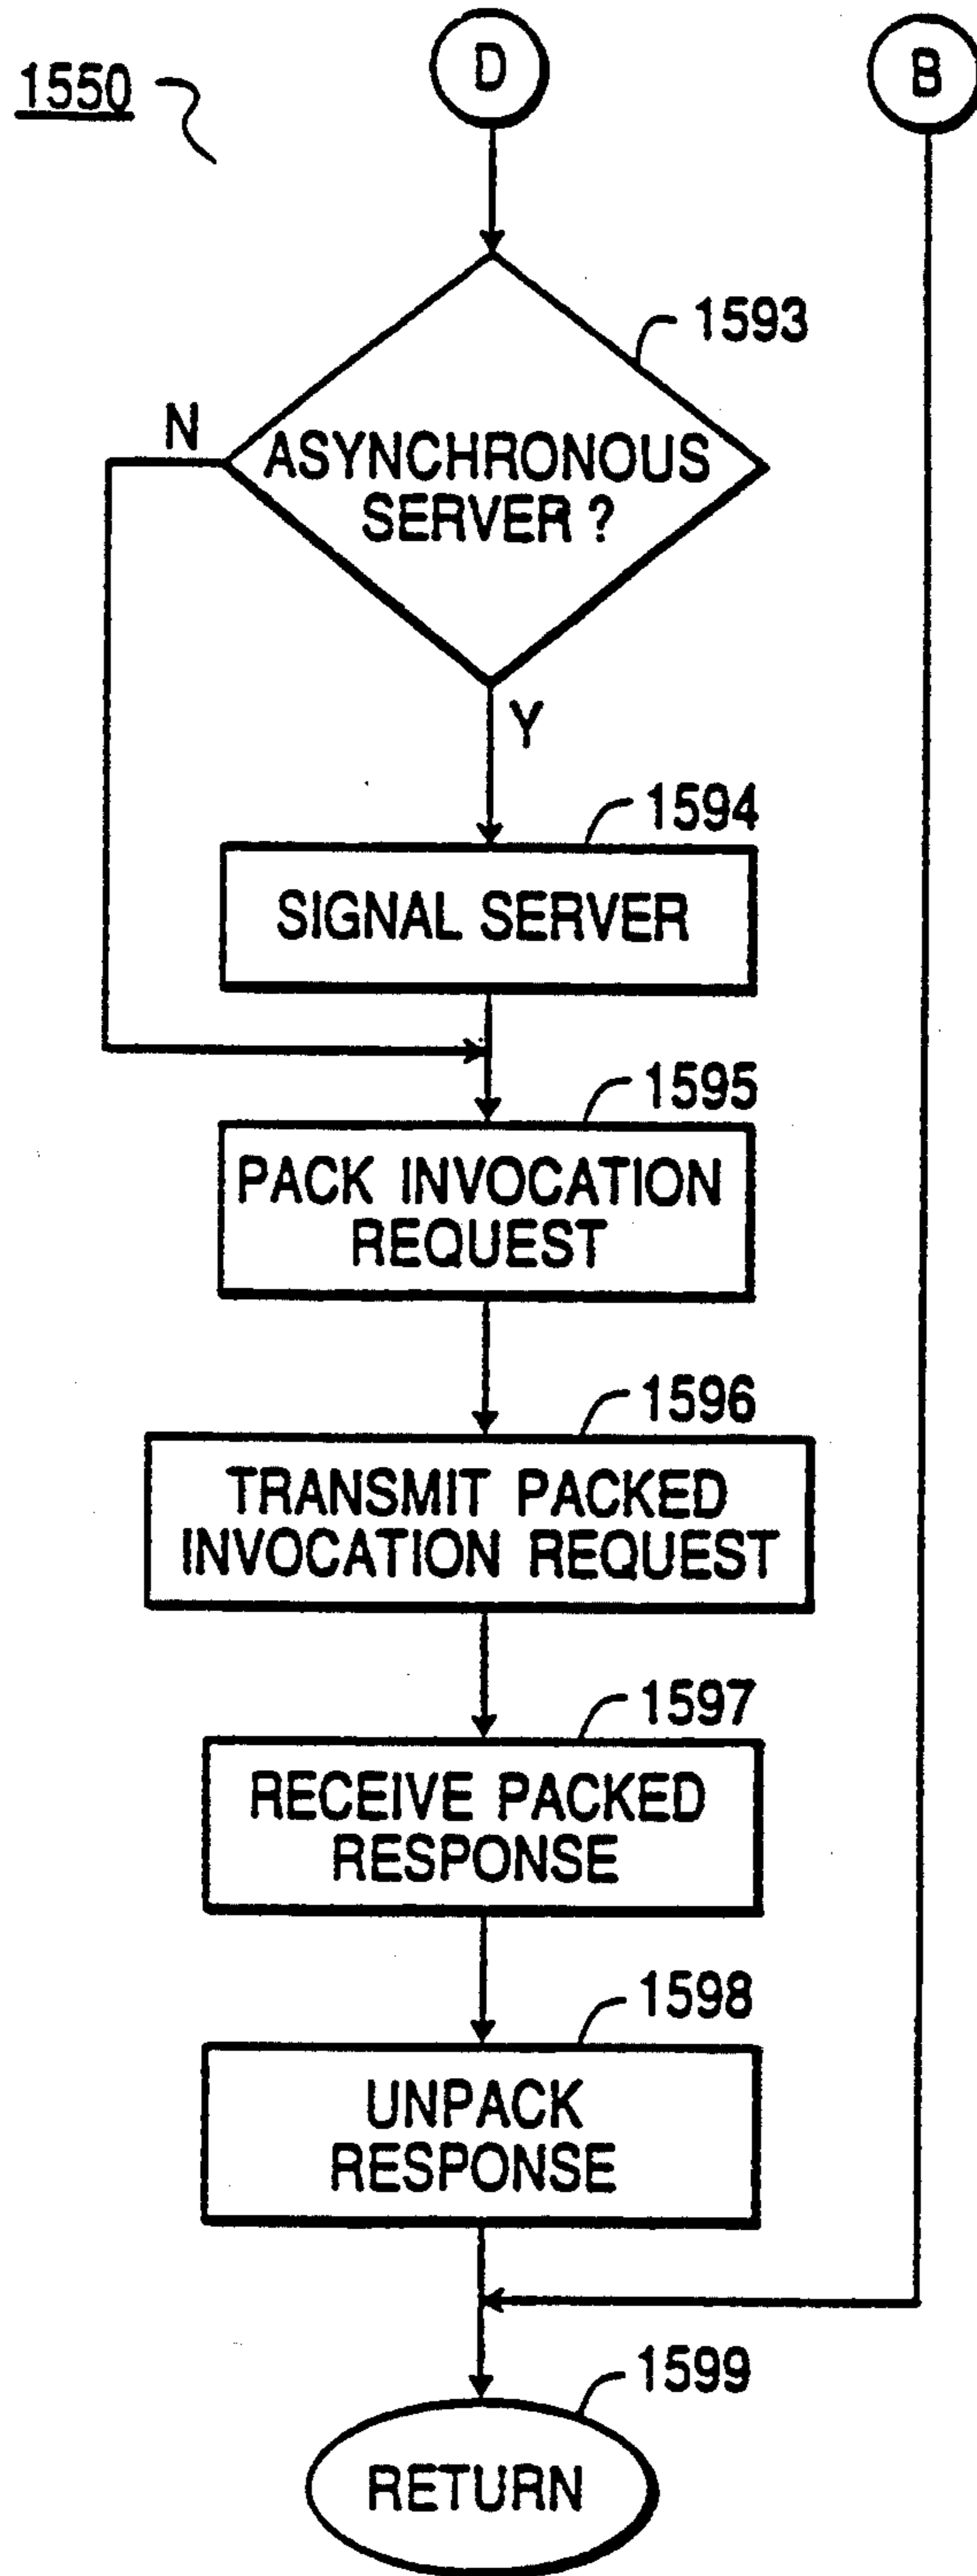 1550
D
B
1593
N
ASYNCHRONOUS
SERVER ?
Y
1594
SIGNAL SERVER
1595
PACK INVOCATION
REQUEST
1596
TRANSMIT PACKED
INVOCATION REQUEST
1597
RECEIVE PACKED
RESPONSE
1598
UNPACK
RESPONSE
1599
RETURN